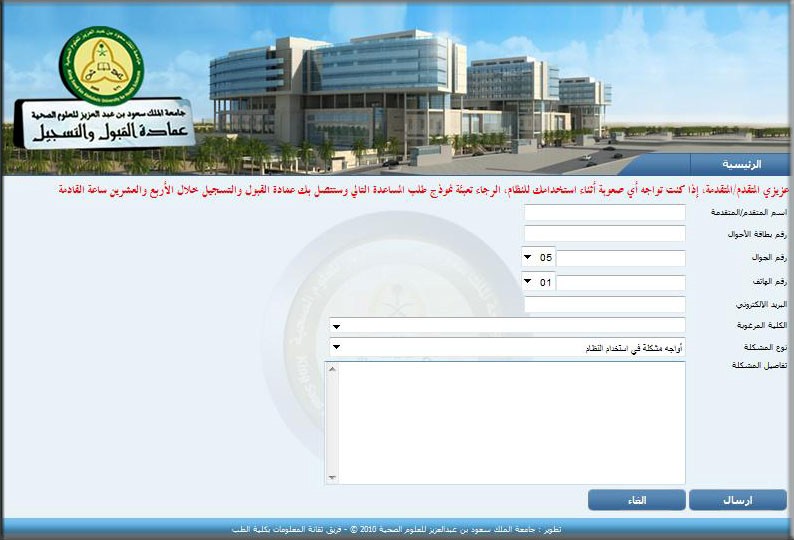 جامعة الملك سعود بن عبد العزيز للعلوم الصحية
عمادة القبول والتسجيل
الرئيسية
عزيزي المتقدم/المتقدمة، إذا كنت تواجه أي صعوبة أثناء استخدامك للنظام، الرجاء تعبئة نموذج طلب المساعدة التالي وستتصل بك عمادة القبول والتسجيل خلال الأربع والعشرين ساعة القادمة
اسم المتقدم/المتقدمة
رقم بطاقة الأحوال
رقم الجوال 05
رقم الهاتف 01
البريد الالكتروني
الكلية المرغوبة
نوع المشكلة أواجه مشكلة في استخدام النظام
تفاصيل المشكلة
ارسال الغاء
تطوير : جامعة الملك سعود بن عبدالعزيز للعلوم الصحية 2010 © - فريق تقانة المعلومات بكلية الطب